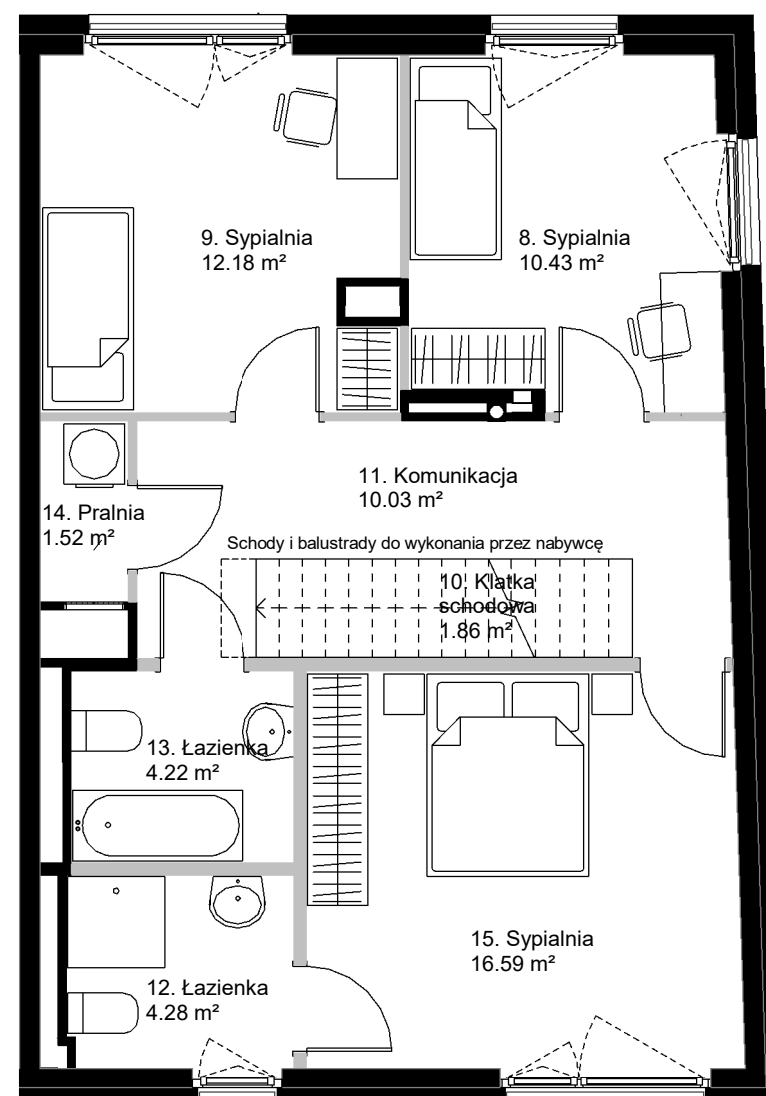 9. Sypialnia
12.18 m²
8. Sypialnia
10.43 m²
11. Komunikacja
10.03 m²
14. Pralnia
1.52 m²
Schody i balustrady do wykonania przez nabywcę
10. Klatka
schodowa
1.86 m²
13. Łazienka
4.22 m²
15. Sypialnia
16.59 m²
12. Łazienka
4.28 m²